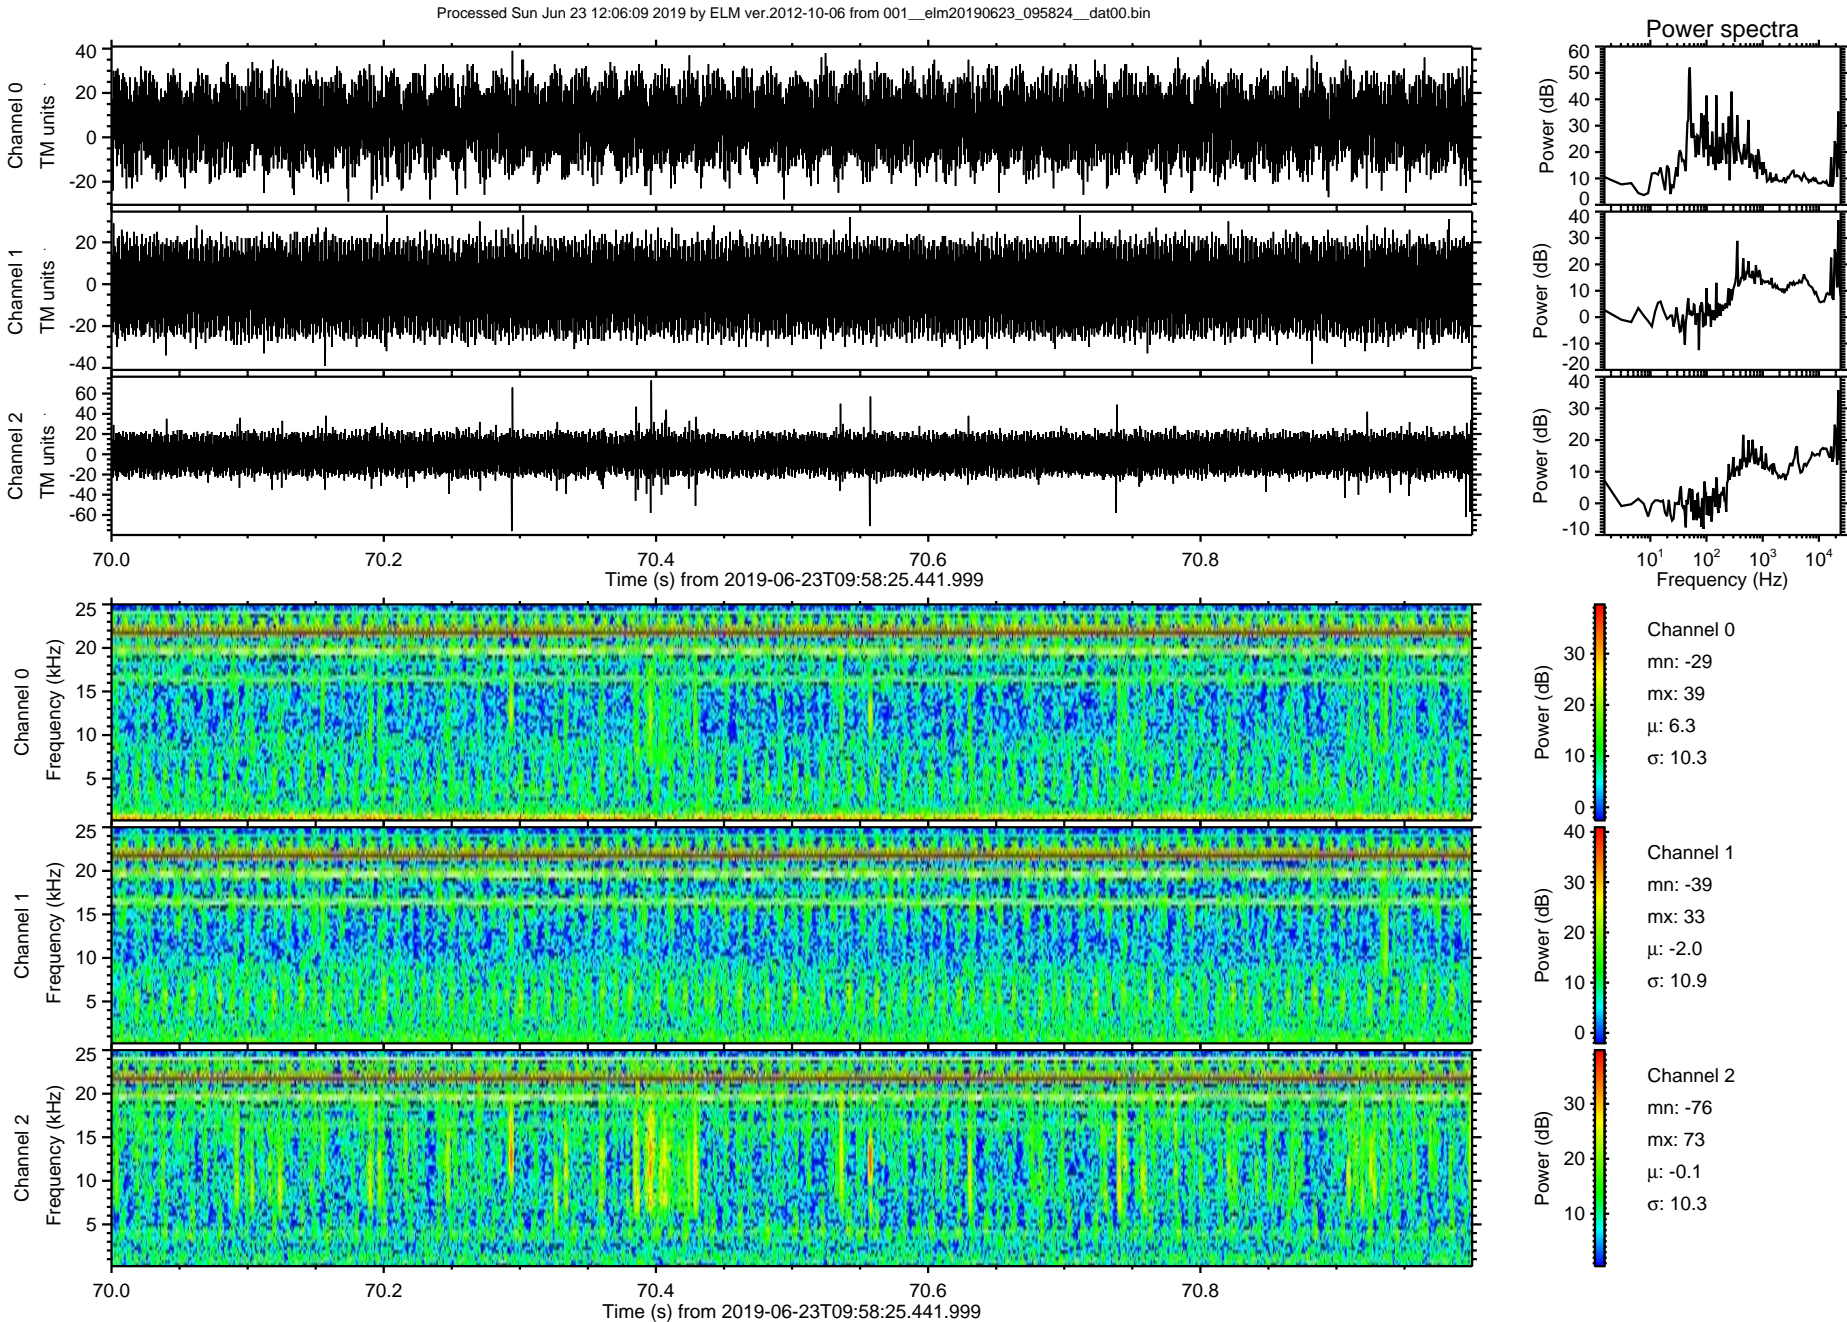 Processed Sun Jun 23 12:06:09 2019 by ELM ver.2012-10-06 from 001__elm20190623_095824__dat00.bin
Power spectra
Channel 0
TM units
40
20
0
-20
Power (dB)
60
50
40
30
20
10
0
Channel 1
TM units
20
0
-20
-40
Power (dB)
40
30
20
10
0
-10
-20
Channel 2
TM units
60
40
20
0
-20
-40
-60
Power (dB)
40
30
20
10
0
-10
70.0 70.2 70.4 70.6 70.8
Time (s) from 2019-06-23T09:58:25.441.999
10¹ 10² 10³ 10⁴
Frequency (Hz)
Channel 0
Frequency (kHz)
25
20
15
10
5
Power (dB)
30
20
10
0
Channel 0
mn: -29
mx: 39
μ: 6.3
σ: 10.3
Channel 1
Frequency (kHz)
25
20
15
10
5
Power (dB)
40
30
20
10
0
Channel 1
mn: -39
mx: 33
μ: -2.0
σ: 10.9
Channel 2
Frequency (kHz)
25
20
15
10
5
Power (dB)
30
20
10
Channel 2
mn: -76
mx: 73
μ: -0.1
σ: 10.3
70.0 70.2 70.4 70.6 70.8
Time (s) from 2019-06-23T09:58:25.441.999